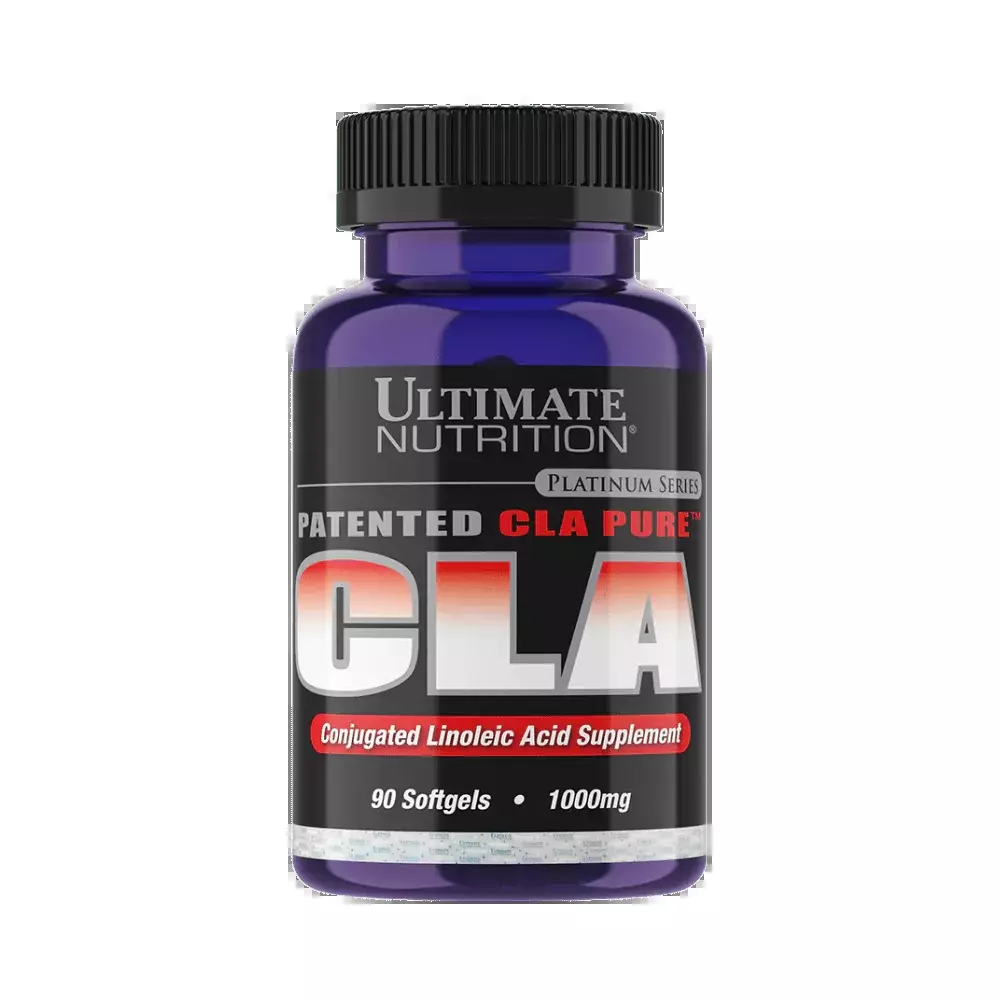 ULTIMATE
NUTRITION®
PLATINUM SERIES
PATENTED CLA PURE™
CLA
Conjugated Linoleic Acid Supplement
90 Softgels • 1000mg